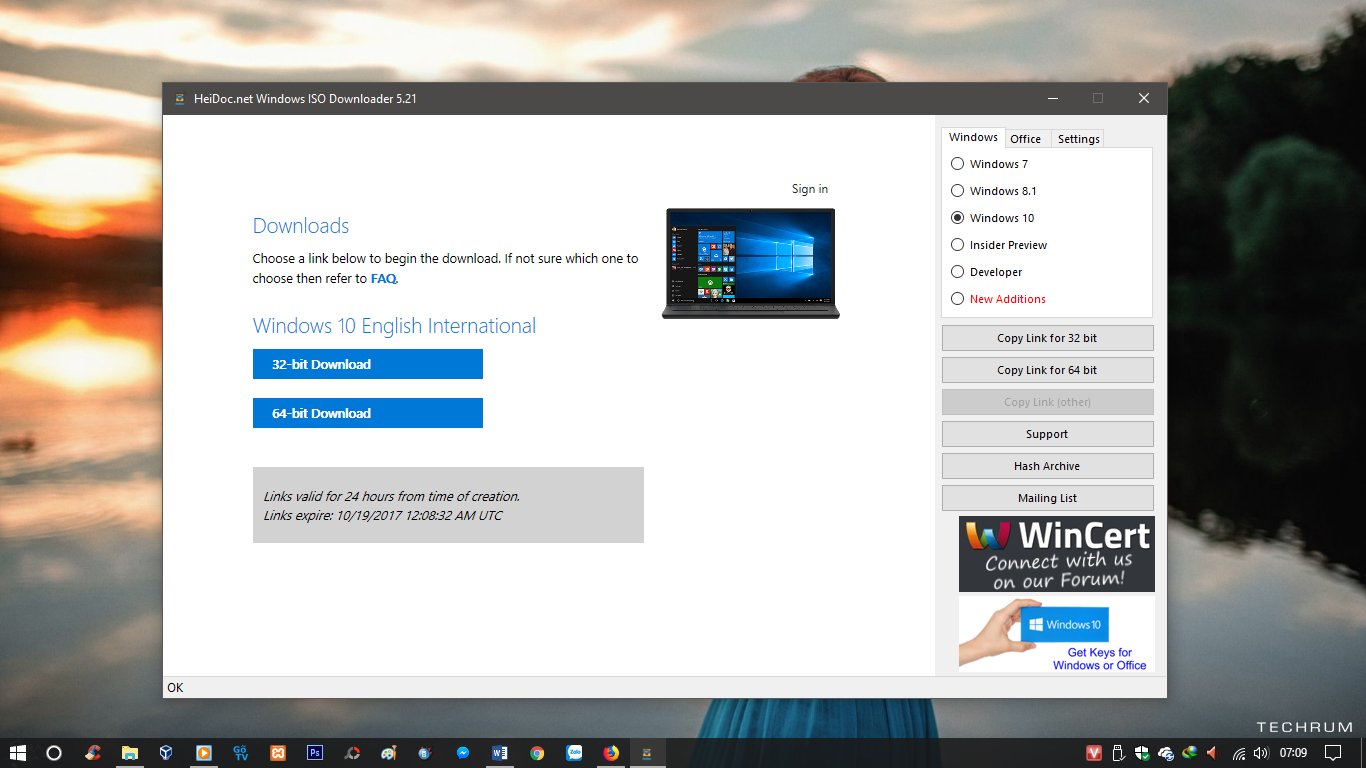 HeiDoc.net Windows ISO Downloader 5.21
Windows
Office
Settings
Windows 7
Windows 8.1
Windows 10
Insider Preview
Developer
New Additions
Sign in
Downloads
Choose a link below to begin the download. If not sure which one to
choose then refer to FAQ.
Windows 10 English International
32-bit Download
64-bit Download
Links valid for 24 hours from time of creation.
Links expire: 10/19/2017 12:08:32 AM UTC
Copy Link for 32 bit
Copy Link for 64 bit
Copy Link (other)
Support
Hash Archive
Mailing List
WinCert
Connect with us
on our Forum!
Windows 10
Get Keys for
Windows or Office
OK
TECHRUM
GO
TV
Ps
Zalo
V
07:09